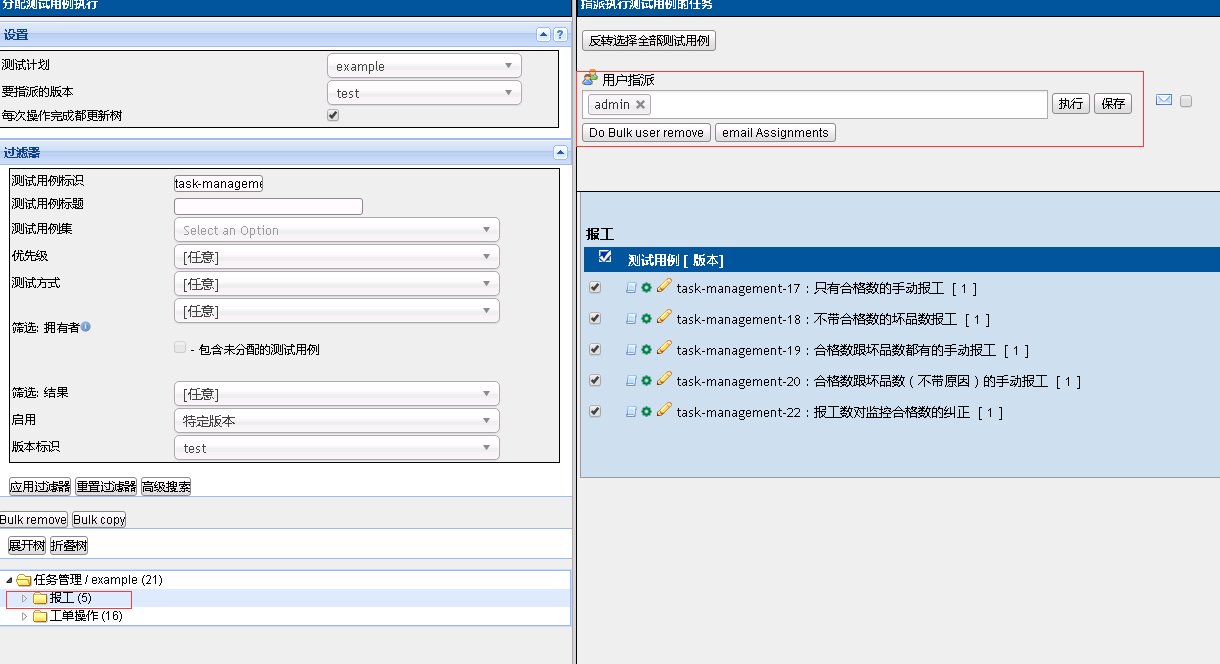 分配测试用例执行
设置
?
测试计划
example
要指派的版本
test
每次操作完成都更新树
过滤器
测试用例标识
task-manageme
测试用例标题
测试用例集
Select an Option
优先级
[任意]
测试方式
[任意]
[任意]
筛选: 拥有者
- 包含未分配的测试用例
筛选: 结果
[任意]
启用
特定版本
版本标识
test
应用过滤器 重置过滤器 高级搜索
Bulk remove Bulk copy
展开树 折叠树
任务管理 / example (21)
报工 (5)
工单操作 (16)
指派执行测试用例的任务
反转选择全部测试用例
用户指派
admin
执行 保存
Do Bulk user remove email Assignments
报工
测试用例 [ 版本]
task-management-17 : 只有合格数的手动报工 [ 1 ]
task-management-18 : 不带合格数的坏品数报工 [ 1 ]
task-management-19 : 合格数跟坏品数都有的手动报工 [ 1 ]
task-management-20 : 合格数跟坏品数 ( 不带原因 ) 的手动报工 [ 1 ]
task-management-22 : 报工数对监控合格数的纠正 [ 1 ]